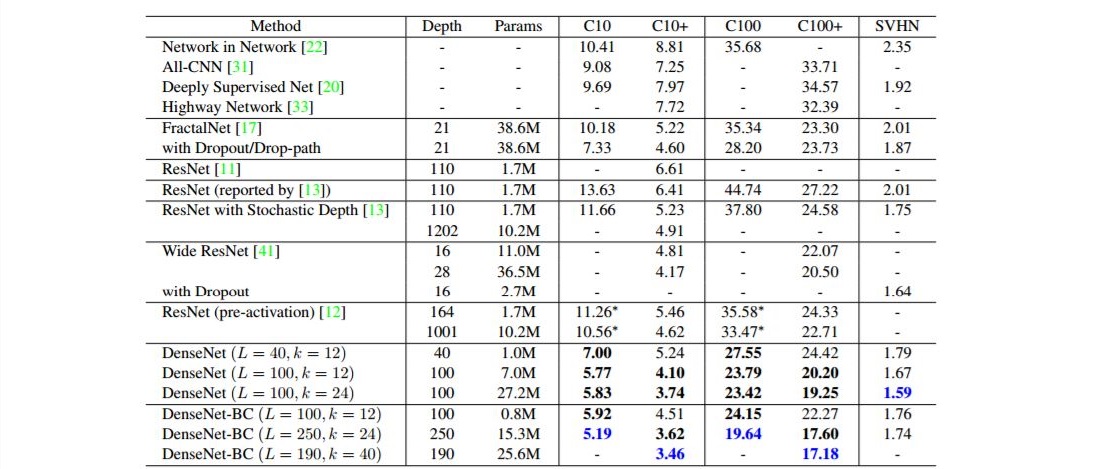 Method Depth Params C10 C10+ C100 C100+ SVHN
Network in Network [22] - - 10.41 8.81 35.68 - 2.35
All-CNN [31] - - 9.08 7.25 - 33.71 -
Deeply Supervised Net [20] - - 9.69 7.97 - 34.57 1.92
Highway Network [33] - - - 7.72 - 32.39 -
FractalNet [17] 21 38.6M 10.18 5.22 35.34 23.30 2.01
with Dropout/Drop-path 21 38.6M 7.33 4.60 28.20 23.73 1.87
ResNet [11] 110 1.7M - 6.61 - - -
ResNet (reported by [13]) 110 1.7M 13.63 6.41 44.74 27.22 2.01
ResNet with Stochastic Depth [13] 110 1.7M 11.66 5.23 37.80 24.58 1.75
1202 10.2M - 4.91 - - -
Wide ResNet [41] 16 11.0M - 4.81 - 22.07 -
28 36.5M - 4.17 - 20.50 -
with Dropout 16 2.7M - - - - 1.64
ResNet (pre-activation) [12] 164 1.7M 11.26* 5.46 35.58* 24.33 -
1001 10.2M 10.56* 4.62 33.47* 22.71 -
DenseNet (L = 40, k = 12) 40 1.0M 7.00 5.24 27.55 24.42 1.79
DenseNet (L = 100, k = 12) 100 7.0M 5.77 4.10 23.79 20.20 1.67
DenseNet (L = 100, k = 24) 100 27.2M 5.83 3.74 23.42 19.25 1.59
DenseNet-BC (L = 100, k = 12) 100 0.8M 5.92 4.51 24.15 22.27 1.76
DenseNet-BC (L = 250, k = 24) 250 15.3M 5.19 3.62 19.64 17.60 1.74
DenseNet-BC (L = 190, k = 40) 190 25.6M - 3.46 - 17.18 -